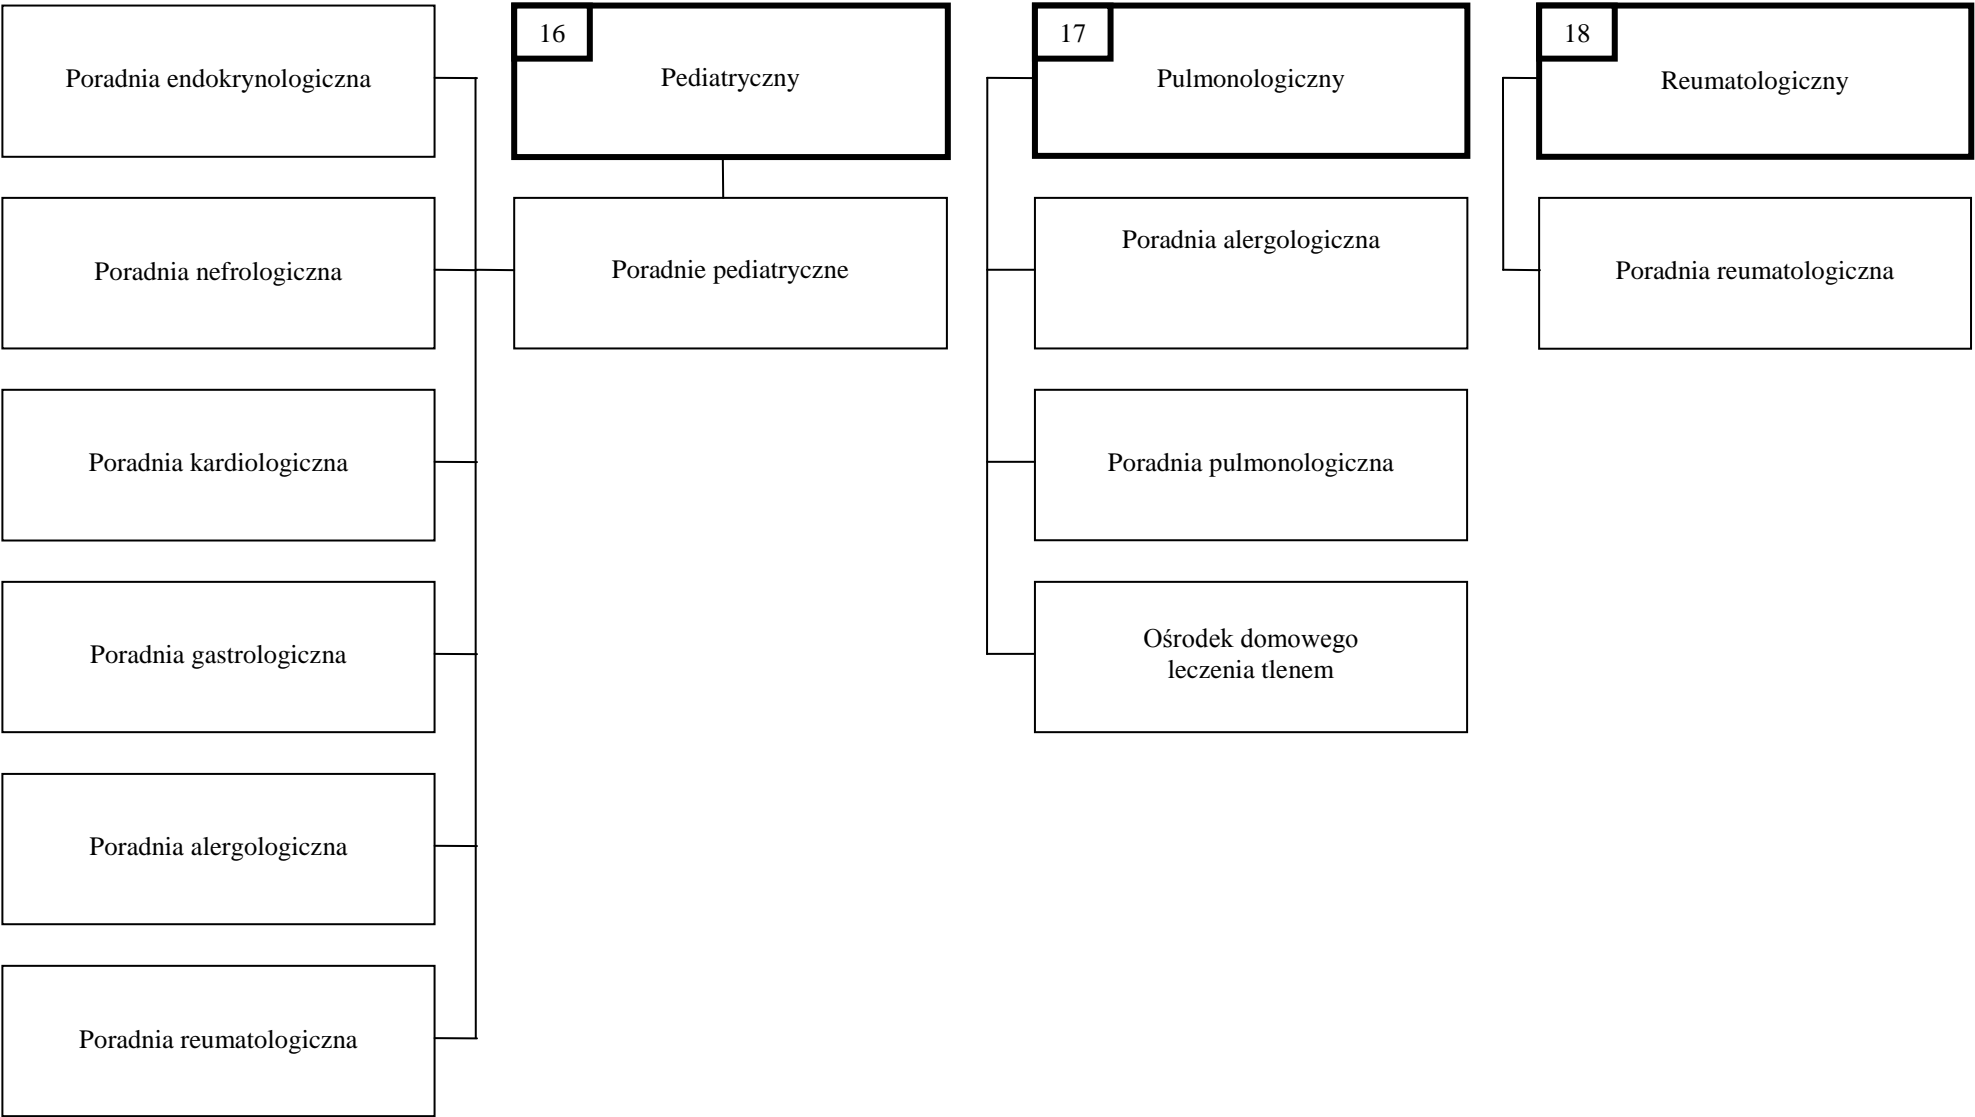 Poradnia endokrynologiczna
Poradnia nefrologiczna
Poradnia kardiologiczna
Poradnia gastrologiczna
Poradnia alergologiczna
Poradnia reumatologiczna
16
Pediatryczny
Poradnie pediatryczne
17
Pulmonologiczny
Poradnia alergologiczna
Poradnia pulmonologiczna
Ośrodek domowego
leczenia tlenem
18
Reumatologiczny
Poradnia reumatologiczna